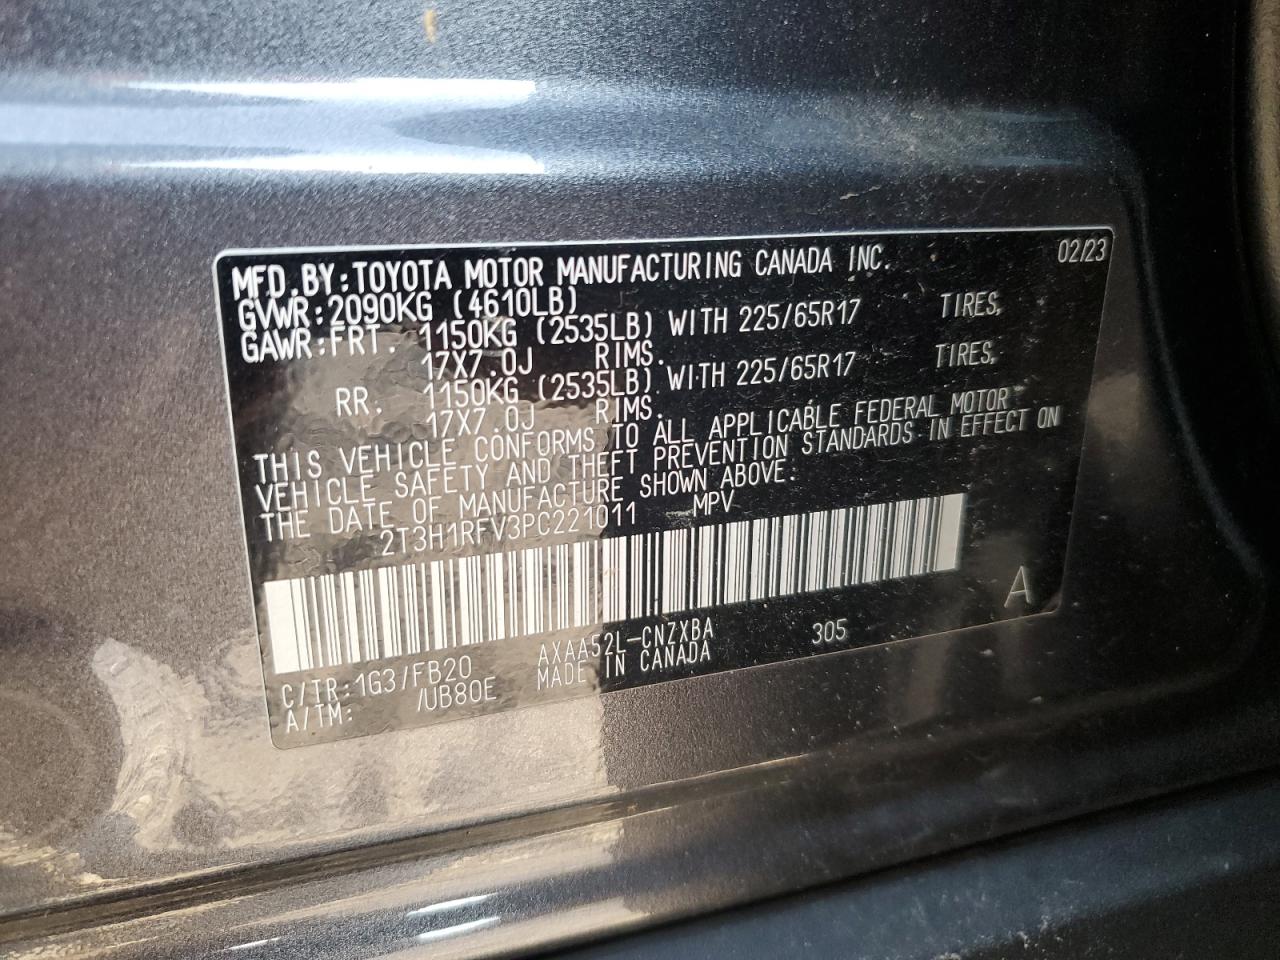 MFD.BY:TOYOTA MOTOR MANUFACTURING CANADA INC. 02/23
GVWR:2090KG (4610LB)
GAWR:FRT. 1150KG (2535LB) WITH 225/65R17 TIRES,
17X7.0J RIMS.
RR. 1150KG (2535LB) WITH 225/65R17 TIRES,
17X7.0J RIMS.
THIS VEHICLE CONFORMS TO ALL APPLICABLE FEDERAL MOTOR
VEHICLE SAFETY AND THEFT PREVENTION STANDARDS IN EFFECT ON
THE DATE OF MANUFACTURE SHOWN ABOVE.
2T3H1RFV3PC221011 MPV
A
C/TR:1G3/FB20 AXAA52L-CNZXBA 305
A/TM: /UB80E MADE IN CANADA